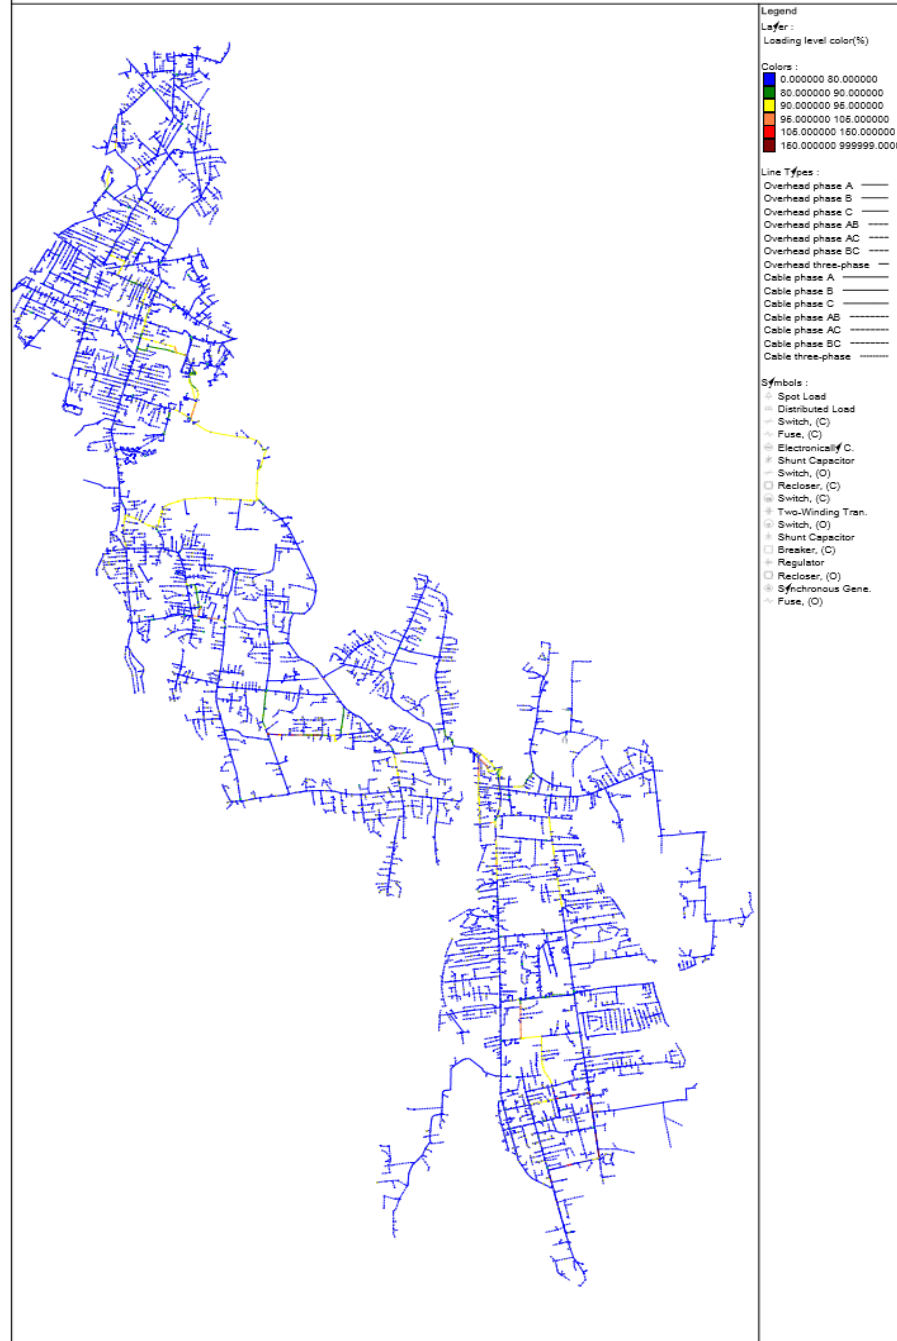 Legend
Layer :
Loading level color(%)
Colors :
0.000000 80.000000
80.000000 90.000000
90.000000 95.000000
95.000000 105.000000
105.000000 150.000000
150.000000 999999.000
Line Types :
Overhead phase A
Overhead phase B
Overhead phase C
Overhead phase AB
Overhead phase AC
Overhead phase BC
Overhead three-phase
Cable phase A
Cable phase B
Cable phase C
Cable phase AB
Cable phase AC
Cable phase BC
Cable three-phase
Symbols :
Spot Load
Distributed Load
Switch, (C)
Fuse, (C)
Electronically C.
Shunt Capacitor
Switch, (O)
Recloser, (C)
Switch, (C)
Two-Winding Tran.
Switch, (O)
Shunt Capacitor
Breaker, (C)
Regulator
Recloser, (O)
Synchronous Gene.
Fuse, (O)